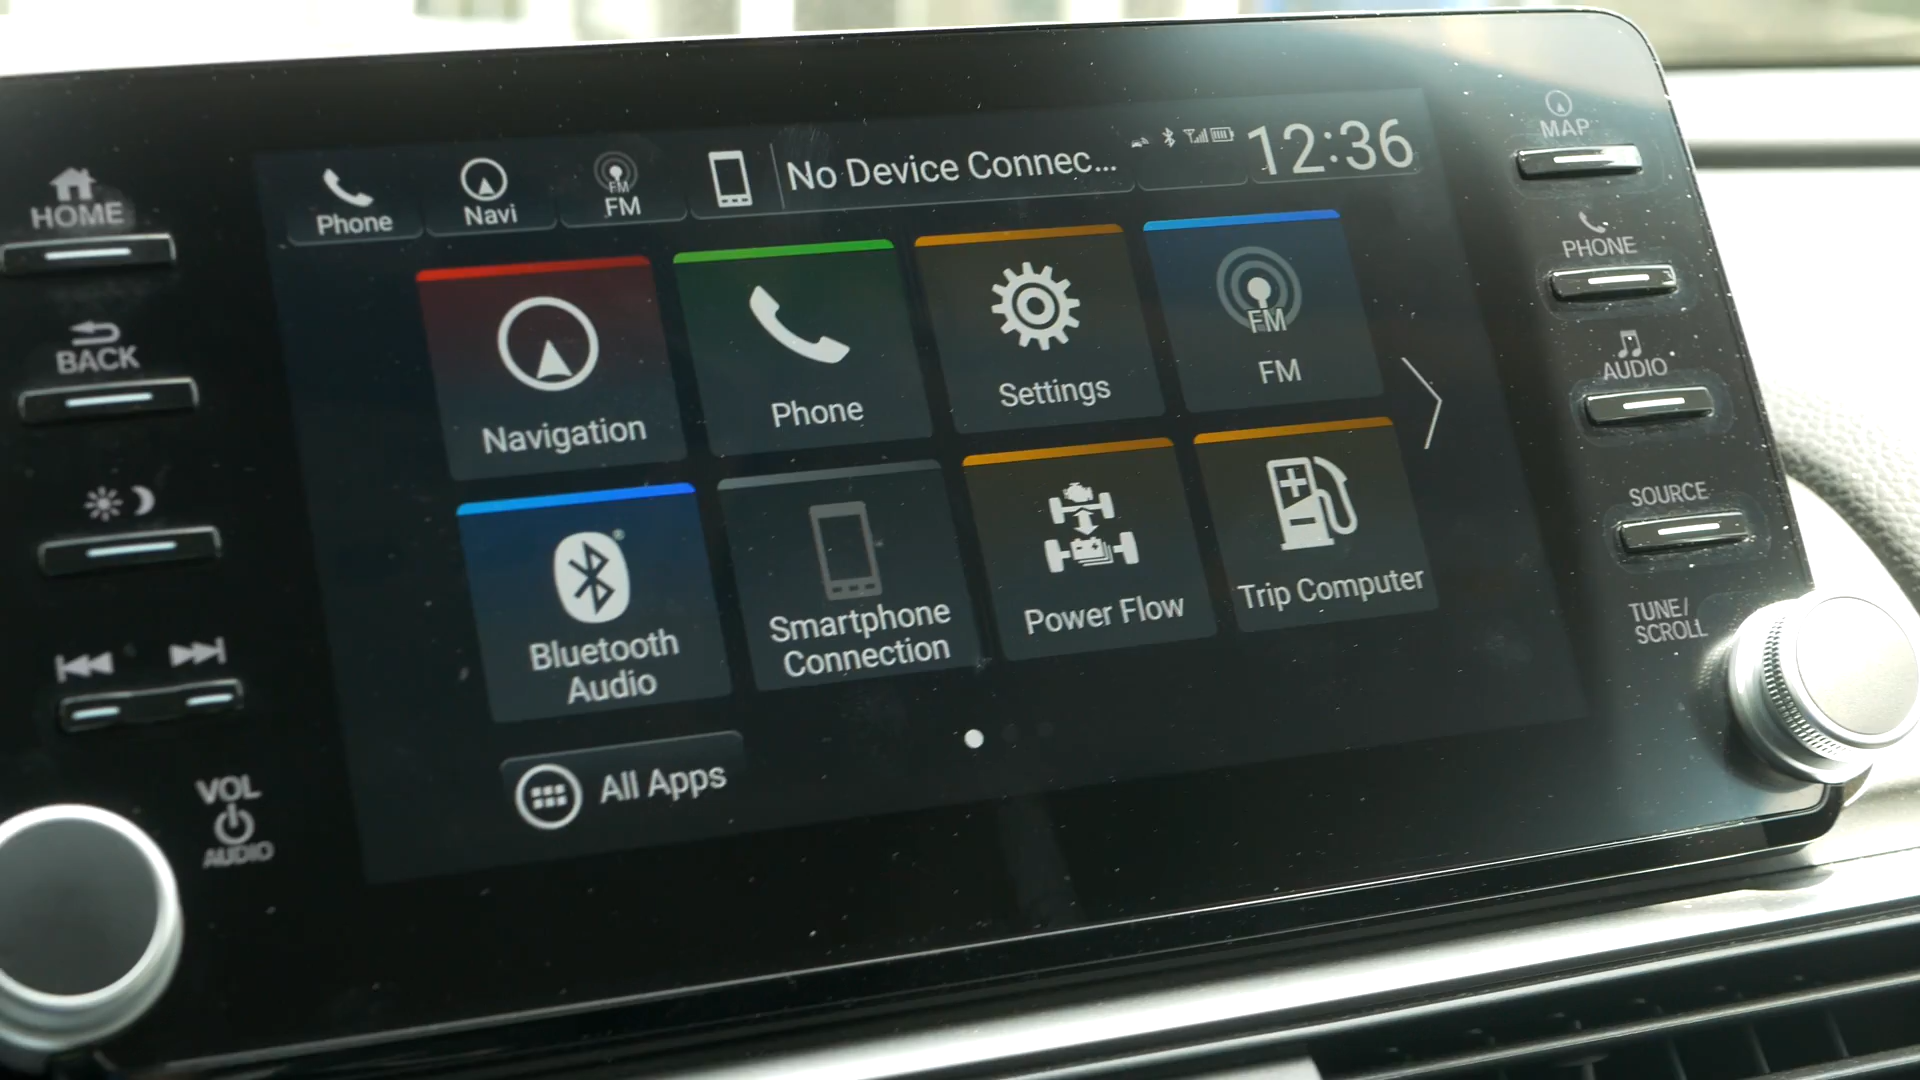 HOME
BACK
VOL
AUDIO
Phone
Navi
FM
FM
No Device Connec...
12:36
Navigation
Phone
Settings
FM
FM
Bluetooth
Audio
Smartphone
Connection
Power Flow
Trip Computer
All Apps
MAP
PHONE
AUDIO
SOURCE
TUNE/
SCROLL